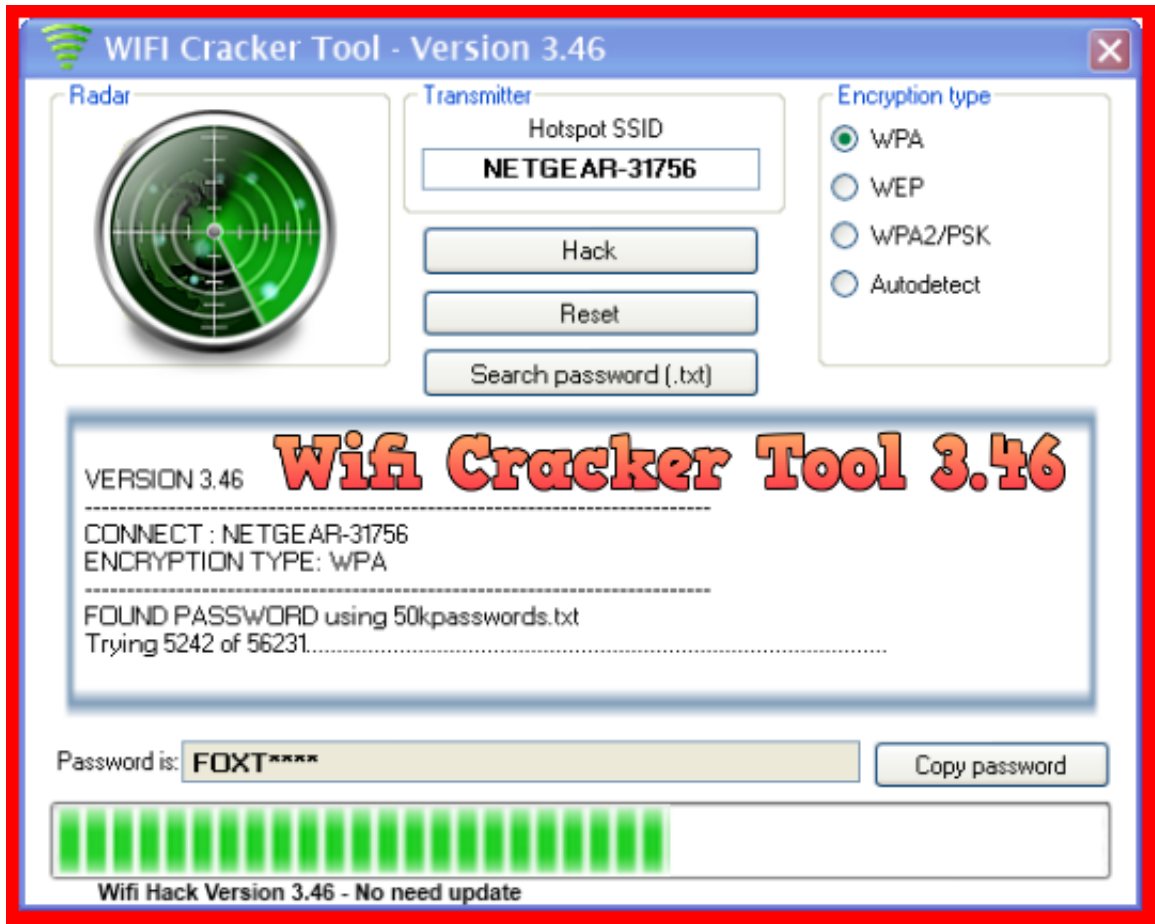 WIFI Cracker Tool - Version 3.46
Radar
Transmitter
Hotspot SSID
NETGEAR-31756
Hack
Reset
Search password (.txt)
Encryption type
WPA
WEP
WPA2/PSK
Autodetect
VERSION 3.46
Wifi Cracker Tool 3.46
-----------------------------------------------------------------------------
CONNECT : NETGEAR-31756
ENCRYPTION TYPE: WPA
-----------------------------------------------------------------------------
FOUND PASSWORD using 50kpasswords.txt
Trying 5242 of 56231.....................................................................................
Password is:
FOXT****
Copy password
Wifi Hack Version 3.46 - No need update